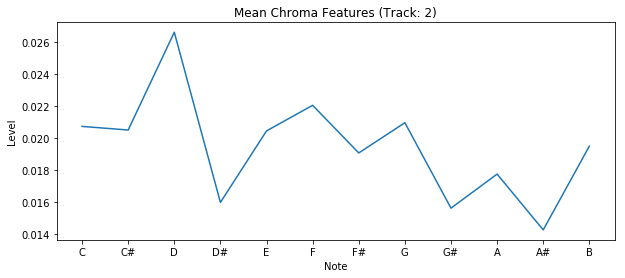 Mean Chroma Features (Track: 2)
Level
0.026
0.024
0.022
0.020
0.018
0.016
0.014
C C# D D# E F F# G G# A A# B
Note